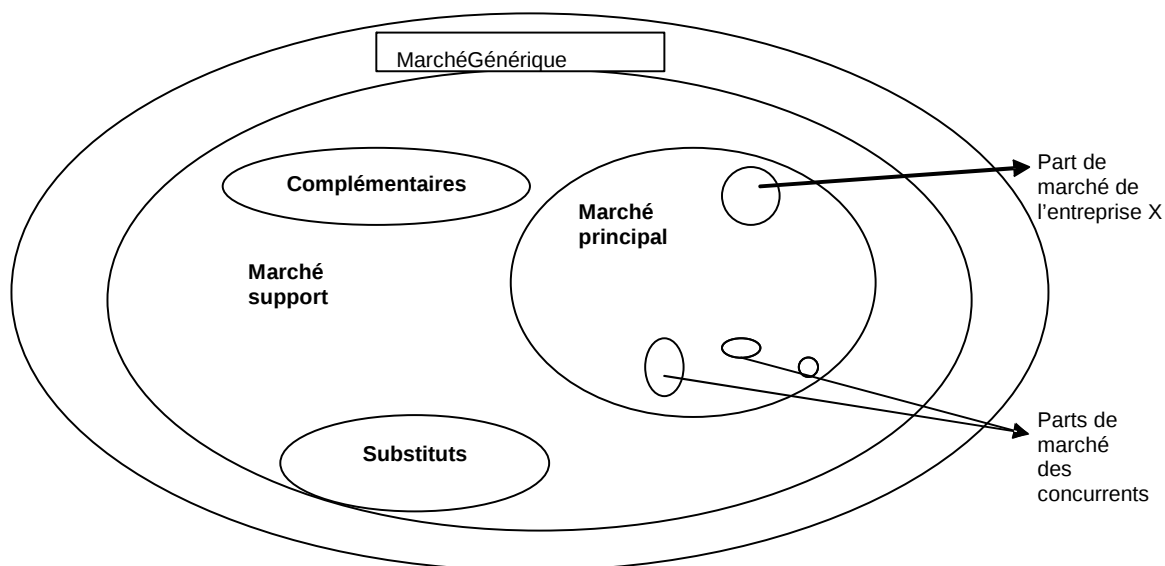 MarchéGénérique
Complémentaires
Marché
principal
Marché
support
Substituts
Part de
marché de
l’entreprise X
Parts de
marché
des
concurrents